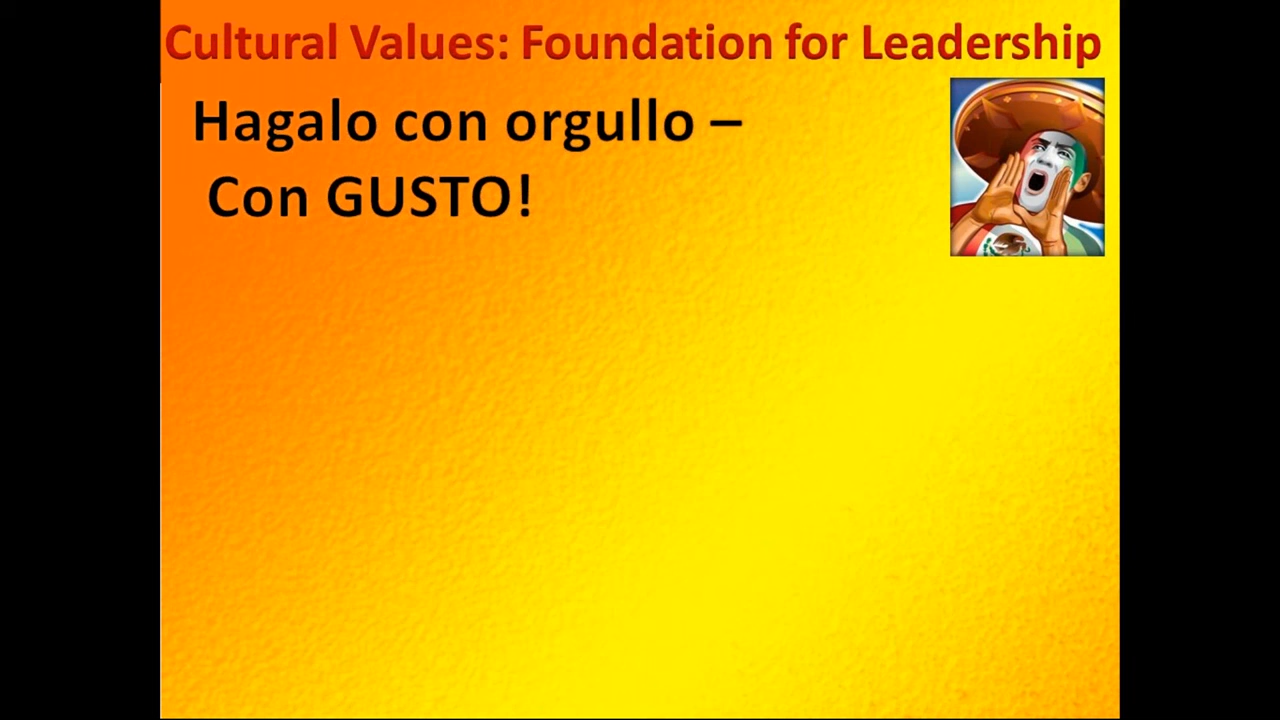 Cultural Values: Foundation for Leadership
Hagalo con orgullo –
Con GUSTO!